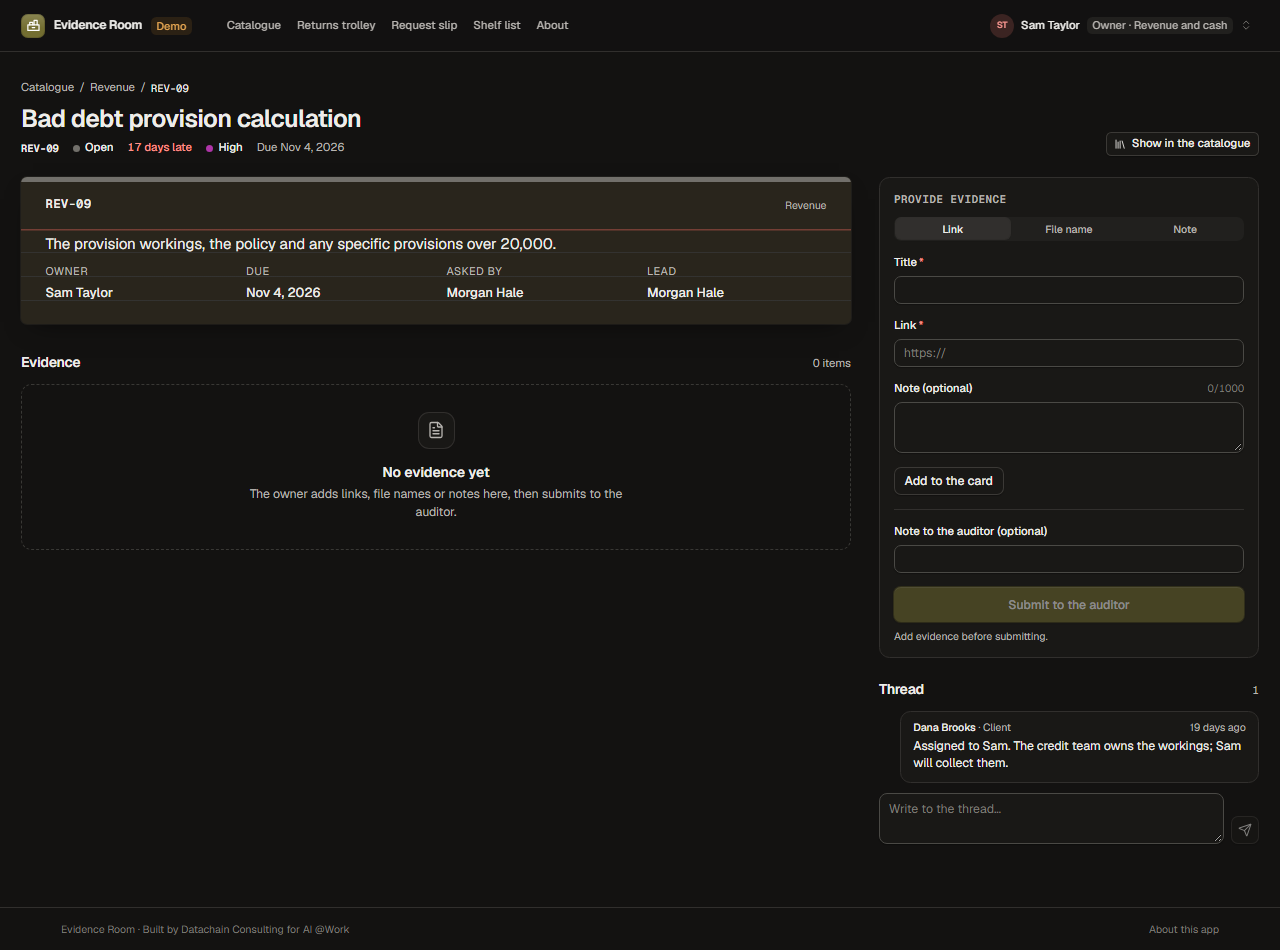 Evidence Room Demo Catalogue Returns trolley Request slip Shelf list About ST Sam Taylor Owner · Revenue and cash
Catalogue / Revenue / REV-09
Bad debt provision calculation
REV-09 Open 17 days late High Due Nov 4, 2026
Show in the catalogue
REV-09 Revenue
The provision workings, the policy and any specific provisions over 20,000.
OWNER DUE ASKED BY LEAD
Sam Taylor Nov 4, 2026 Morgan Hale Morgan Hale
Evidence 0 items
No evidence yet
The owner adds links, file names or notes here, then submits to the
auditor.
PROVIDE EVIDENCE
Link File name Note
Title *
Link *
https://
Note (optional) 0/1000
Add to the card
Note to the auditor (optional)
Submit to the auditor
Add evidence before submitting.
Thread 1
Dana Brooks · Client 19 days ago
Assigned to Sam. The credit team owns the workings; Sam
will collect them.
Write to the thread...
Evidence Room · Built by Datachain Consulting for AI @Work About this app